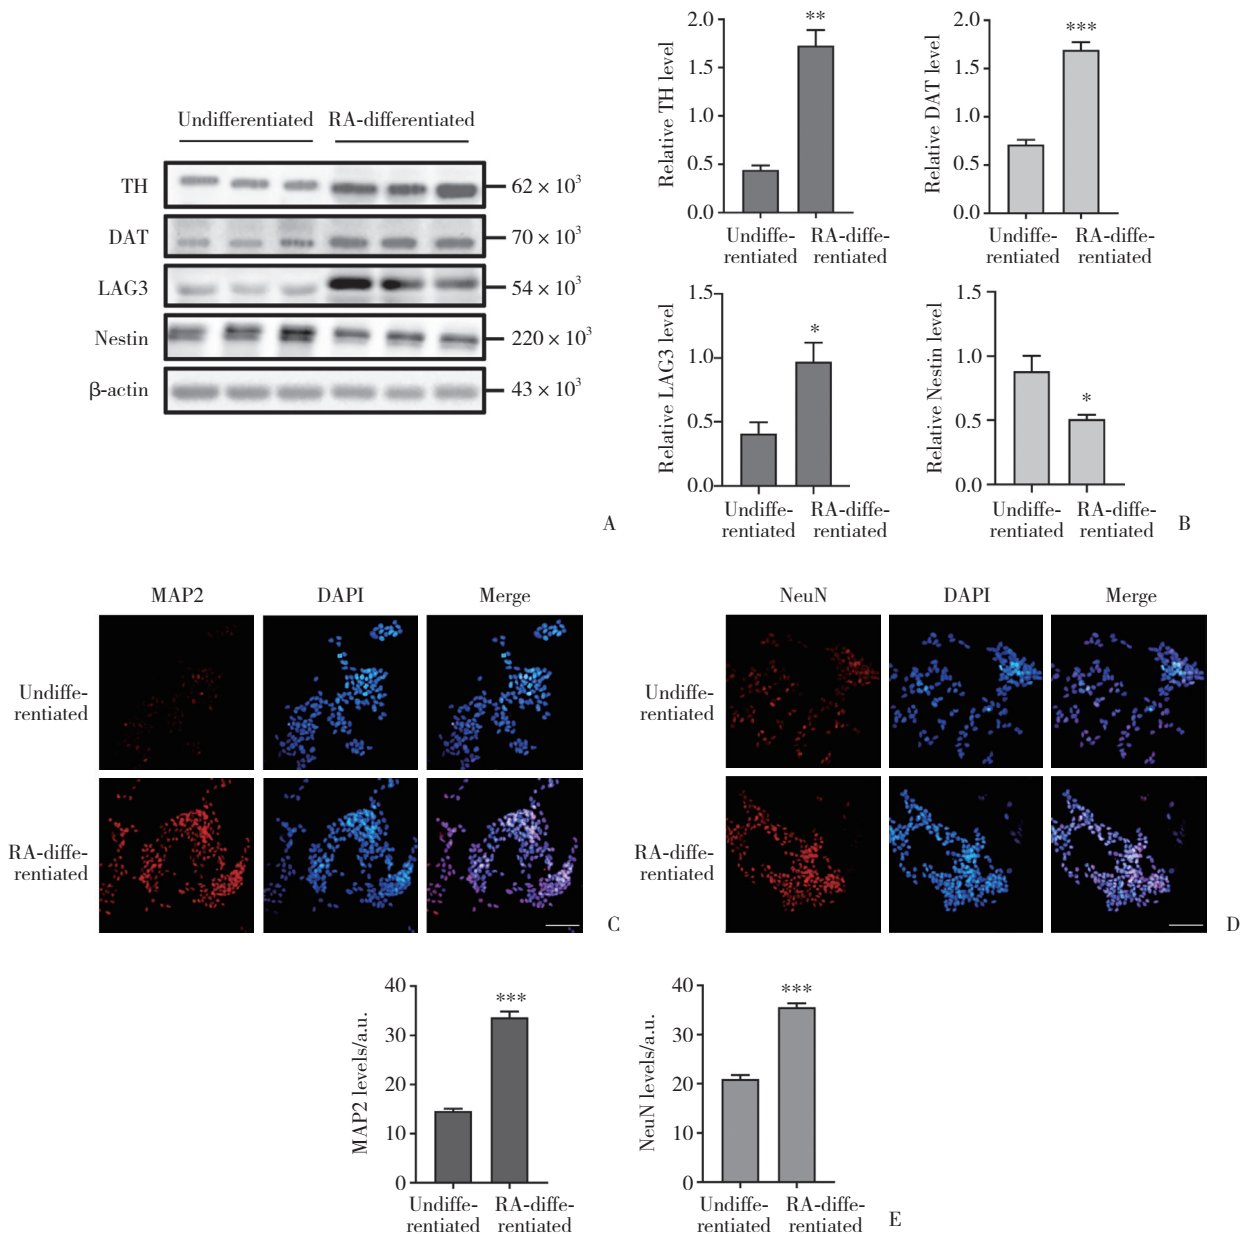 Undifferentiated RA-differentiated
TH 62 × 10³
DAT 70 × 10³
LAG3 54 × 10³
Nestin 220 × 10³
β-actin 43 × 10³
A
Relative TH level
2.0
1.5
1.0
0.5
0.0
**
Undiffe-
rentiated
RA-diffe-
rentiated
Relative DAT level
2.0
1.5
1.0
0.5
0.0
***
Undiffe-
rentiated
RA-diffe-
rentiated
Relative LAG3 level
1.5
1.0
0.5
0.0
*
Undiffe-
rentiated
RA-diffe-
rentiated
Relative Nestin level
1.5
1.0
0.5
0.0
*
Undiffe-
rentiated
RA-diffe-
rentiated
B
MAP2 DAPI Merge
Undiffe-
rentiated
RA-diffe-
rentiated
C
NeuN DAPI Merge
Undiffe-
rentiated
RA-diffe-
rentiated
D
MAP2 levels/a.u.
40
30
20
10
0
***
Undiffe-
rentiated
RA-diffe-
rentiated
NeuN levels/a.u.
40
30
20
10
0
***
Undiffe-
rentiated
RA-diffe-
rentiated
E